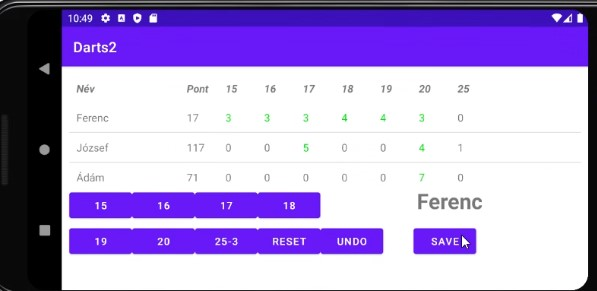 10:49
Darts2
Név Pont 15 16 17 18 19 20 25
Ferenc 17 3 3 3 4 4 3 0
József 117 0 0 5 0 0 4 1
Ádám 71 0 0 0 0 0 7 0
15 16 17 18 Ferenc
19 20 25-3 RESET UNDO SAVE